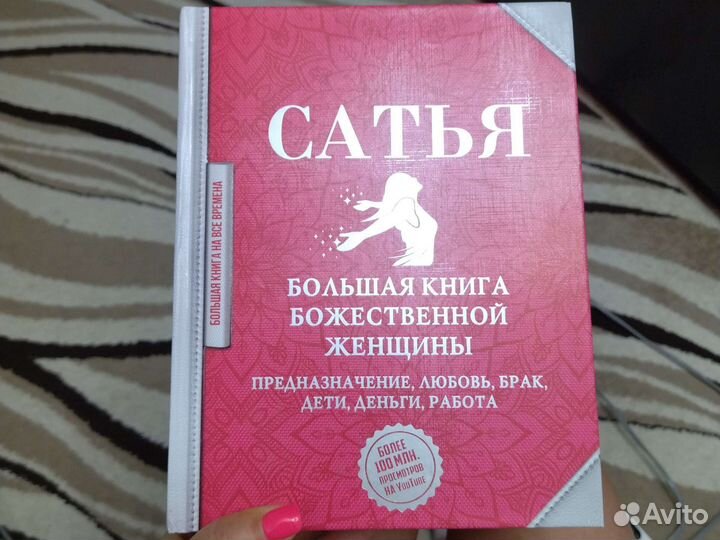 САТЬЯ
БОЛЬШАЯ КНИГА НА ВСЕ ВРЕМЕНА
БОЛЬШАЯ КНИГА
БОЖЕСТВЕННОЙ
ЖЕНЩИНЫ
ПРЕДНАЗНАЧЕНИЕ, ЛЮБОВЬ, БРАК,
ДЕТИ, ДЕНЬГИ, РАБОТА
БОЛЕЕ
100 МЛН.
ПРОСМОТРОВ
НА YouTube
Avito